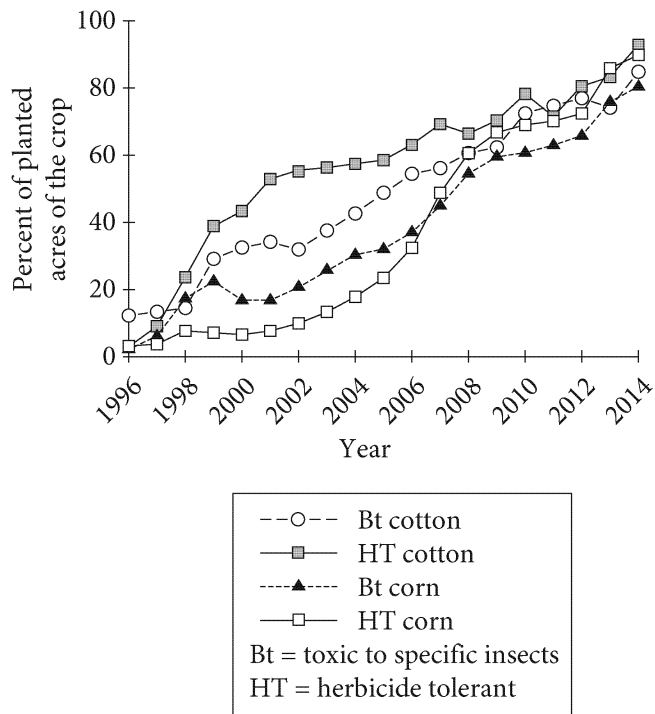 Percent of planted
acres of the crop
100
80
60
40
20
0
1996
1998
2000
2002
2004
2006
2008
2010
2012
2014
Year
Bt cotton
HT cotton
Bt corn
HT corn
Bt = toxic to specific insects
HT = herbicide tolerant